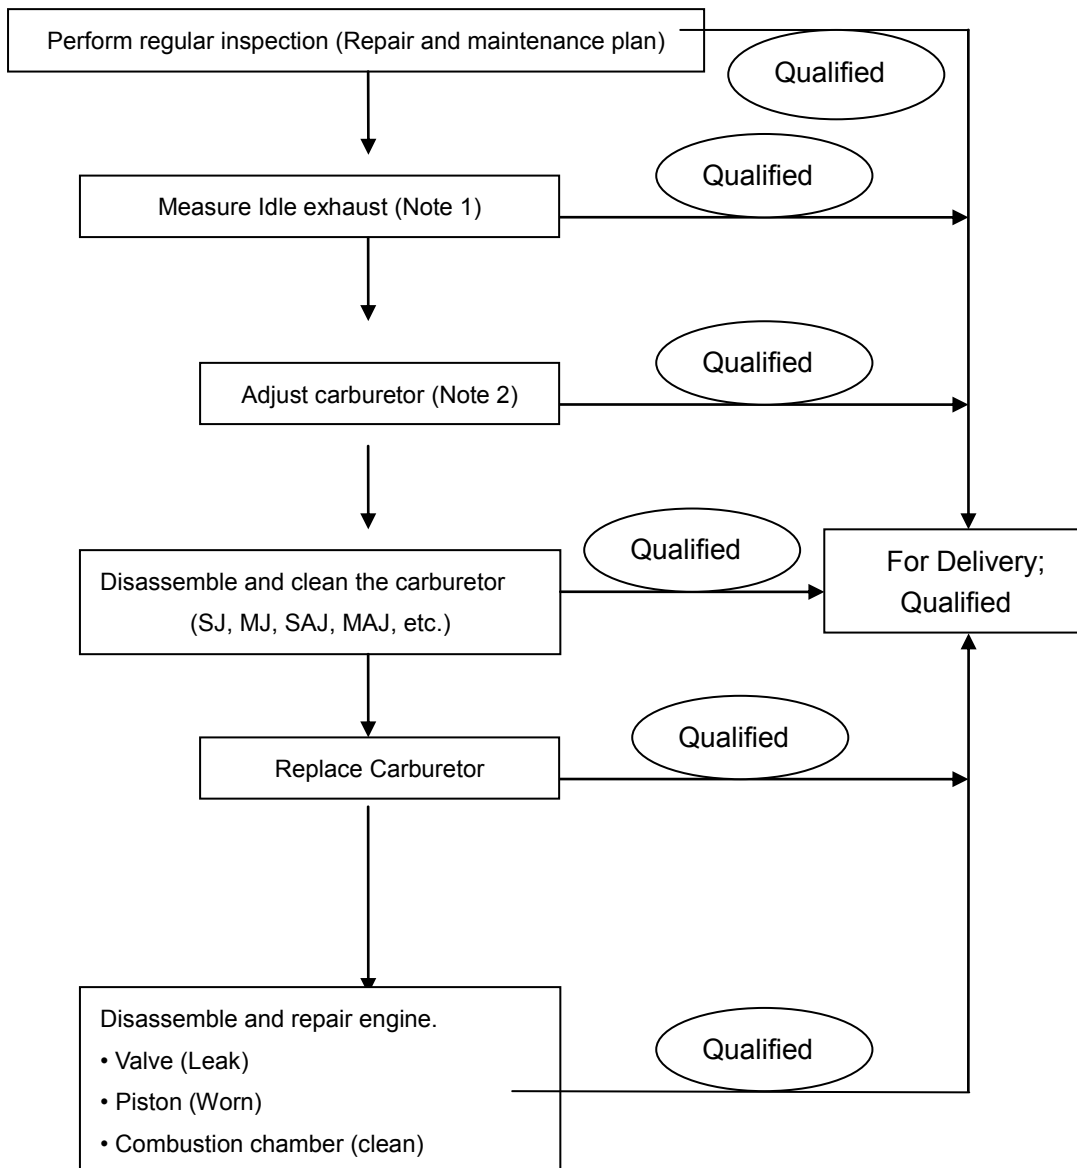 Perform regular inspection (Repair and maintenance plan)
Qualified
Measure Idle exhaust (Note 1)
Qualified
Adjust carburetor (Note 2)
Qualified
Disassemble and clean the carburetor
(SJ, MJ, SAJ, MAJ, etc.)
Qualified
For Delivery;
Qualified
Replace Carburetor
Qualified
Disassemble and repair engine.
• Valve (Leak)
• Piston (Worn)
• Combustion chamber (clean)
Qualified